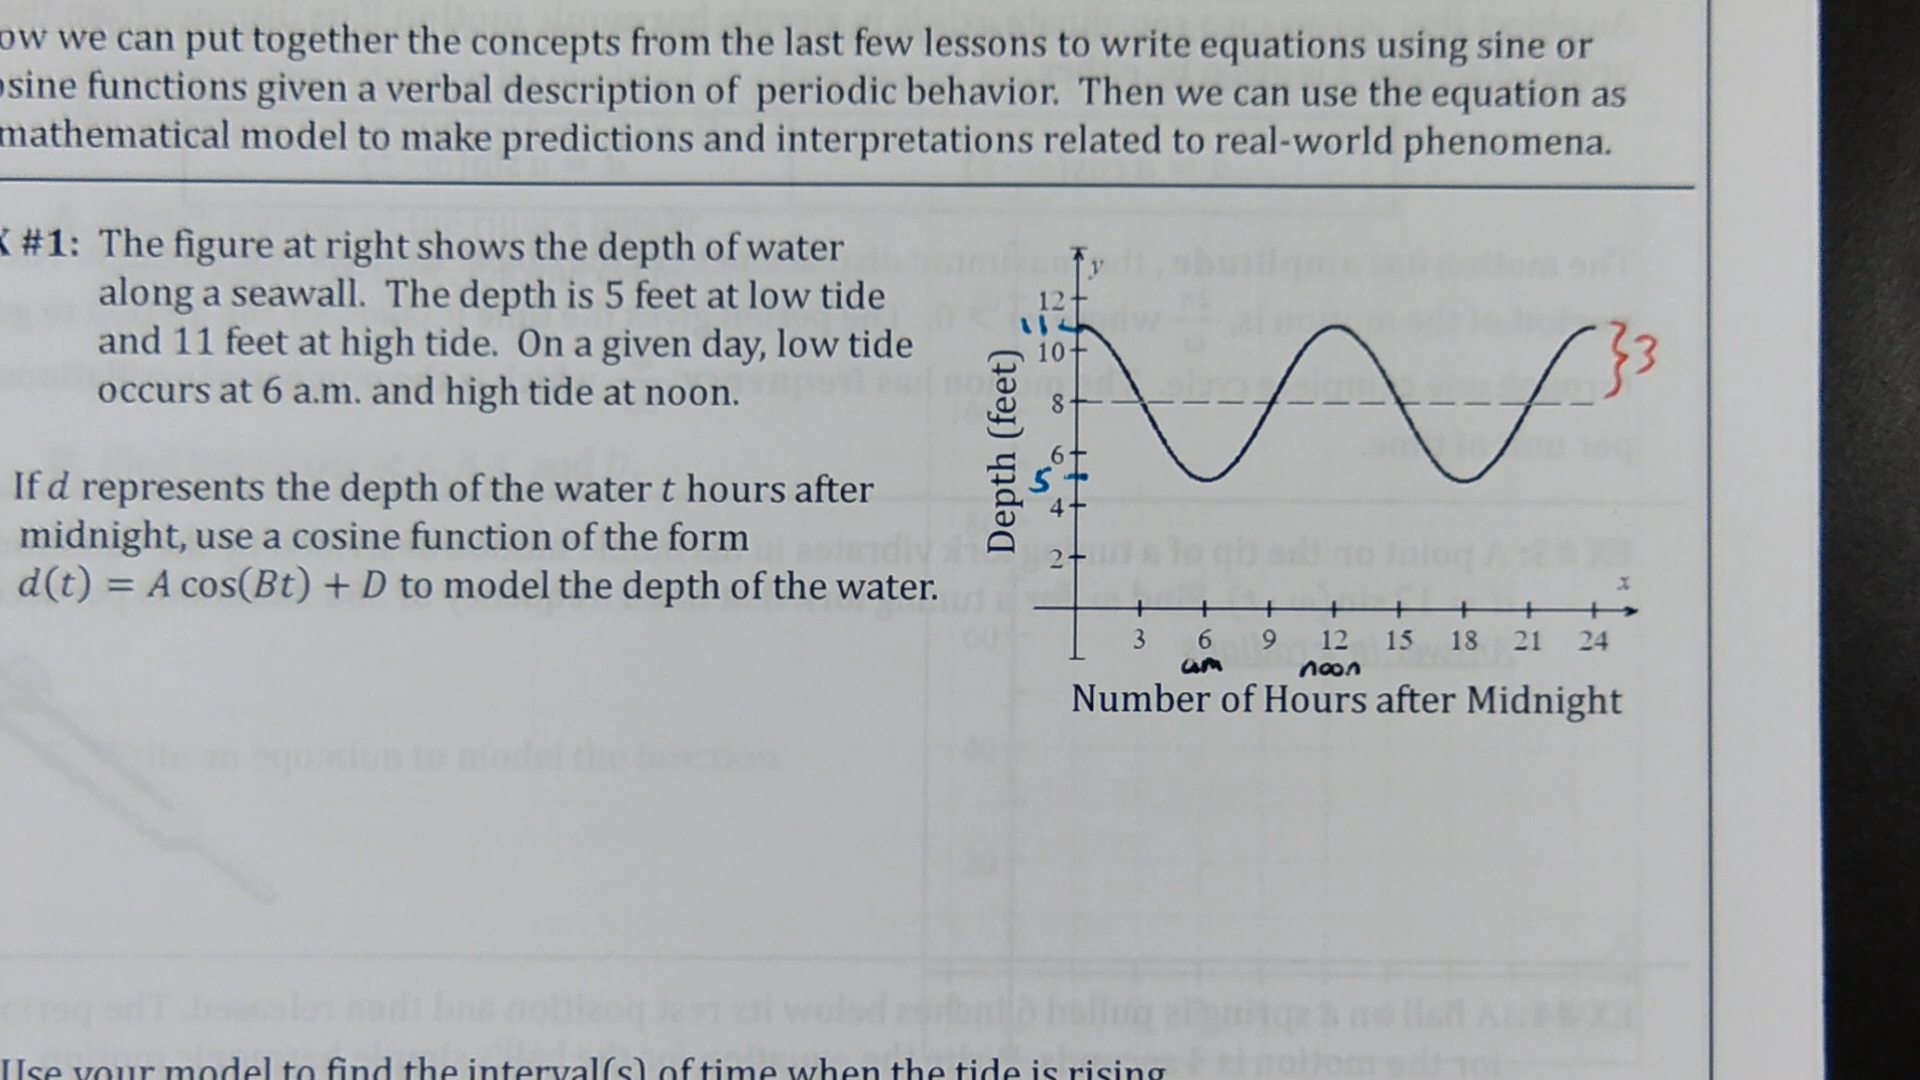 ow we can put together the concepts from the last few lessons to write equations using sine or
osine functions given a verbal description of periodic behavior. Then we can use the equation as
mathematical model to make predictions and interpretations related to real-world phenomena.
#1: The figure at right shows the depth of water
along a seawall. The depth is 5 feet at low tide
and 11 feet at high tide. On a given day, low tide
occurs at 6 a.m. and high tide at noon.
If d represents the depth of the water t hours after
midnight, use a cosine function of the form
d(t) = A cos(Bt) + D to model the depth of the water.
y
12
11
10
8
6
5
4
2
Depth (feet)
3
x
3 6 9 12 15 18 21 24
am noon
Number of Hours after Midnight
Use your model to find the interval(s) of time when the tide is rising